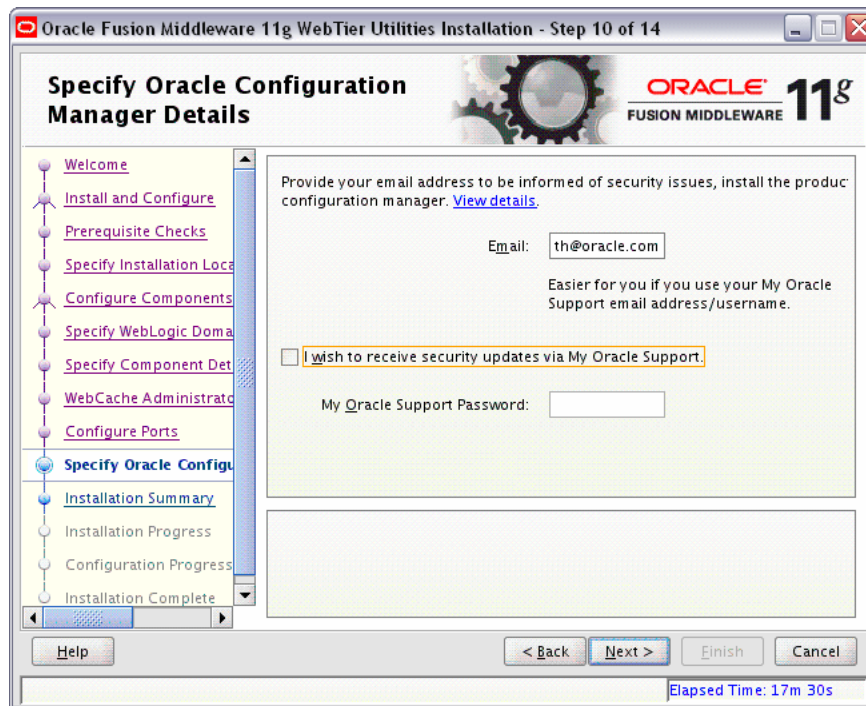 Oracle Fusion Middleware 11g WebTier Utilities Installation - Step 10 of 14
Specify Oracle Configuration
Manager Details
ORACLE
FUSION MIDDLEWARE
11g
Welcome
Install and Configure
Prerequisite Checks
Specify Installation Loca
Configure Components
Specify WebLogic Doma
Specify Component Det
WebCache Administrato
Configure Ports
Specify Oracle Configu
Installation Summary
Installation Progress
Configuration Progress
Installation Complete
Provide your email address to be informed of security issues, install the produc
configuration manager. View details.
Email: th@oracle.com
Easier for you if you use your My Oracle
Support email address/username.
I wish to receive security updates via My Oracle Support.
My Oracle Support Password:
Help
< Back
Next >
Finish
Cancel
Elapsed Time: 17m 30s